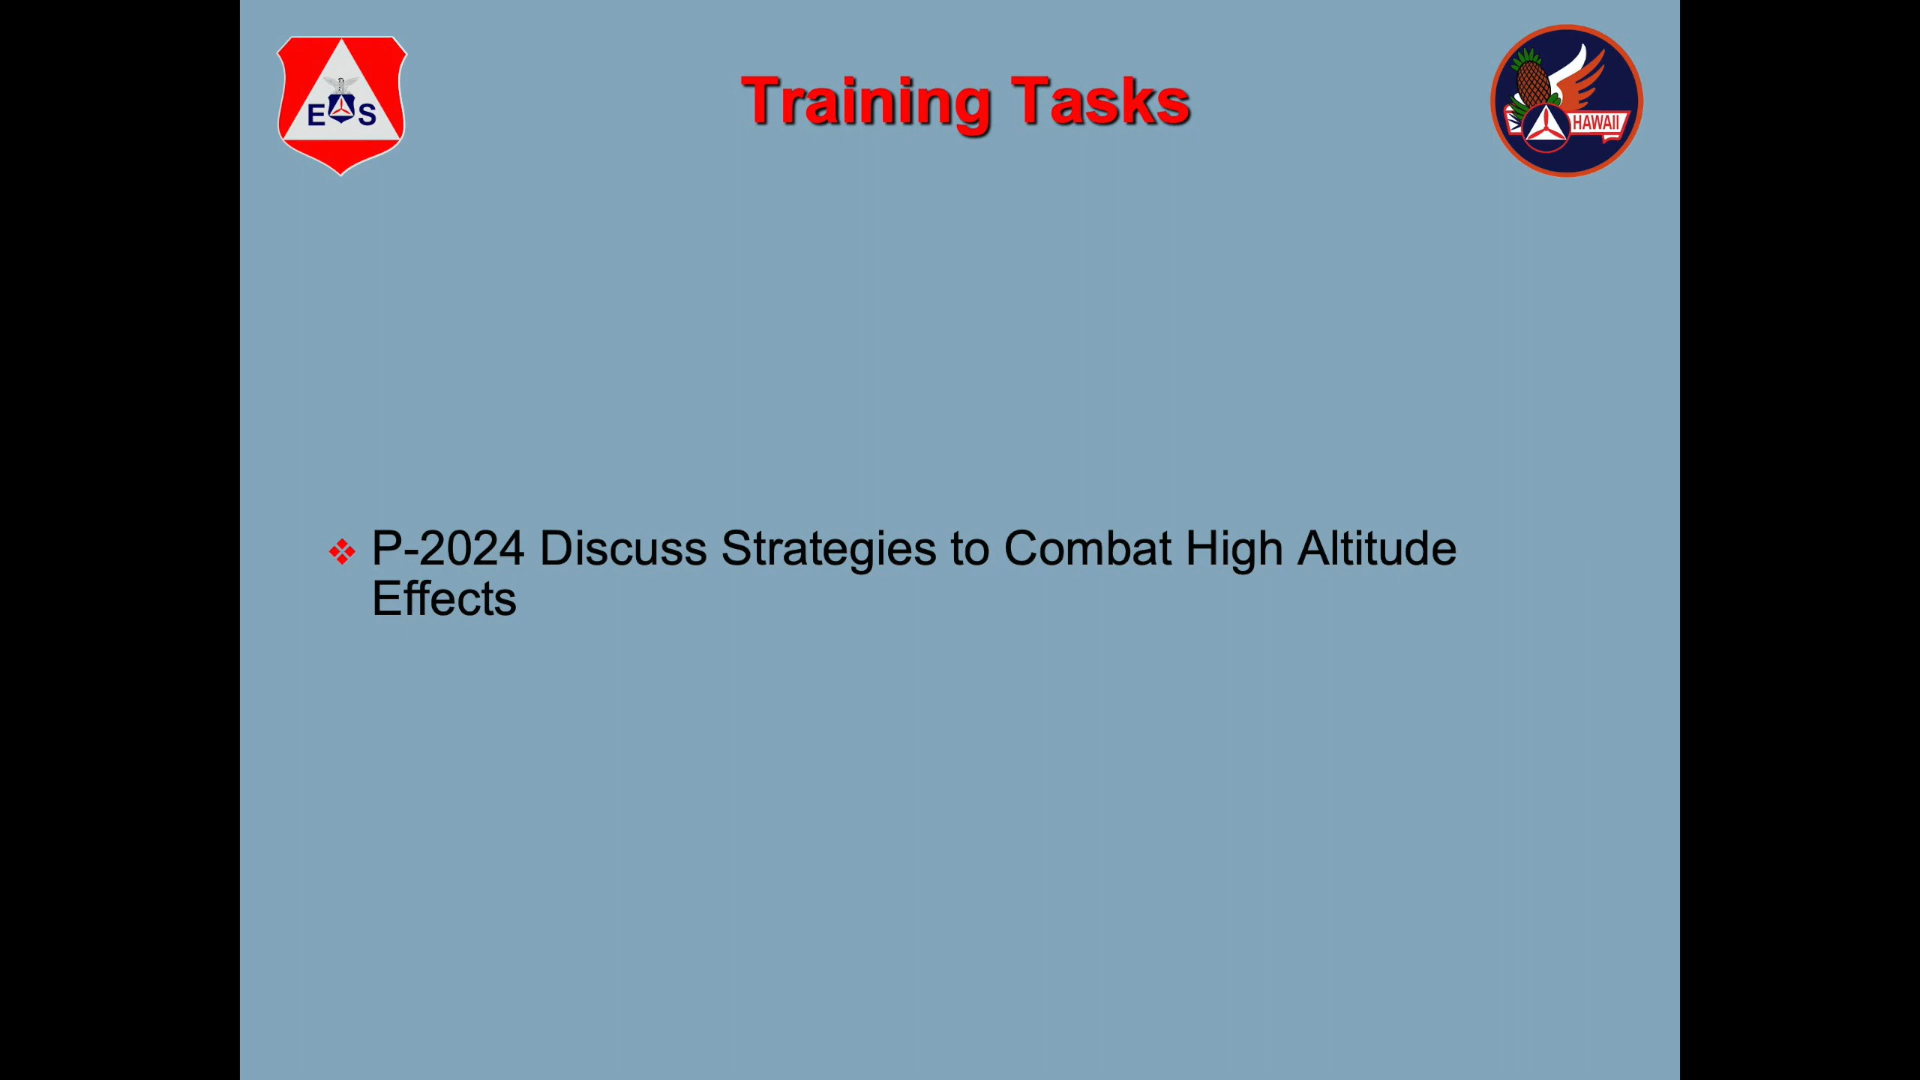 Training Tasks
E S
HAWAII
P-2024 Discuss Strategies to Combat High Altitude
Effects